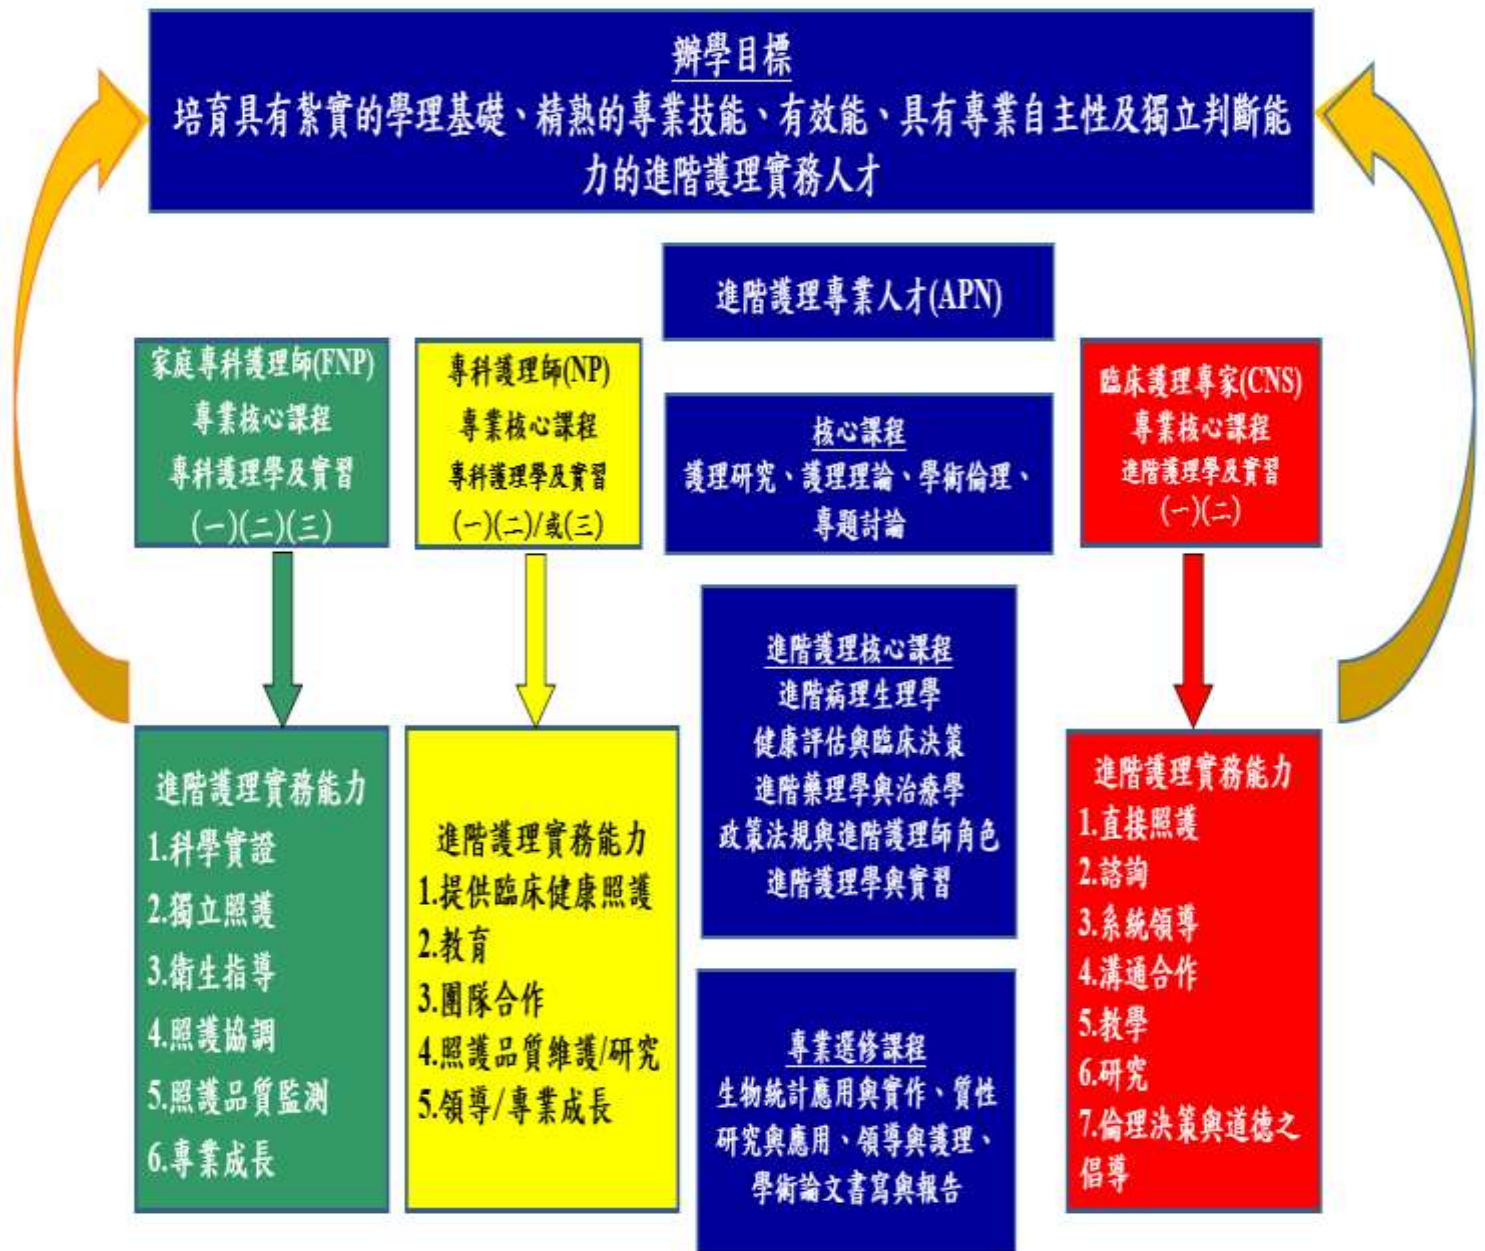 辦學目標
培育具有紮實的學理基礎、精熟的專業技能、有效能、具有專業自主性及獨立判斷能
力的進階護理實務人才
進階護理專業人才(APN)
家庭專科護理師(FNP)
專業核心課程
專科護理學及實習
(一)(二)(三)
專科護理師(NP)
專業核心課程
專科護理學及實習
(一)(二)/或(三)
核心課程
護理研究、護理理論、學術倫理、
專題討論
臨床護理專家(CNS)
專業核心課程
進階護理學及實習
(一)(二)
進階護理核心課程
進階病理生理學
健康評估與臨床決策
進階藥理學與治療學
政策法規與進階護理師角色
進階護理學與實習
進階護理實務能力
1.科學實證
2.獨立照護
3.衛生指導
4.照護協調
5.照護品質監測
6.專業成長
進階護理實務能力
1.提供臨床健康照護
2.教育
3.團隊合作
4.照護品質維護/研究
5.領導/專業成長
專業選修課程
生物統計應用與實作、質性
研究與應用、領導與護理、
學術論文書寫與報告
進階護理實務能力
1.直接照護
2.諮詢
3.系統領導
4.溝通合作
5.教學
6.研究
7.倫理決策與道德之
倡導